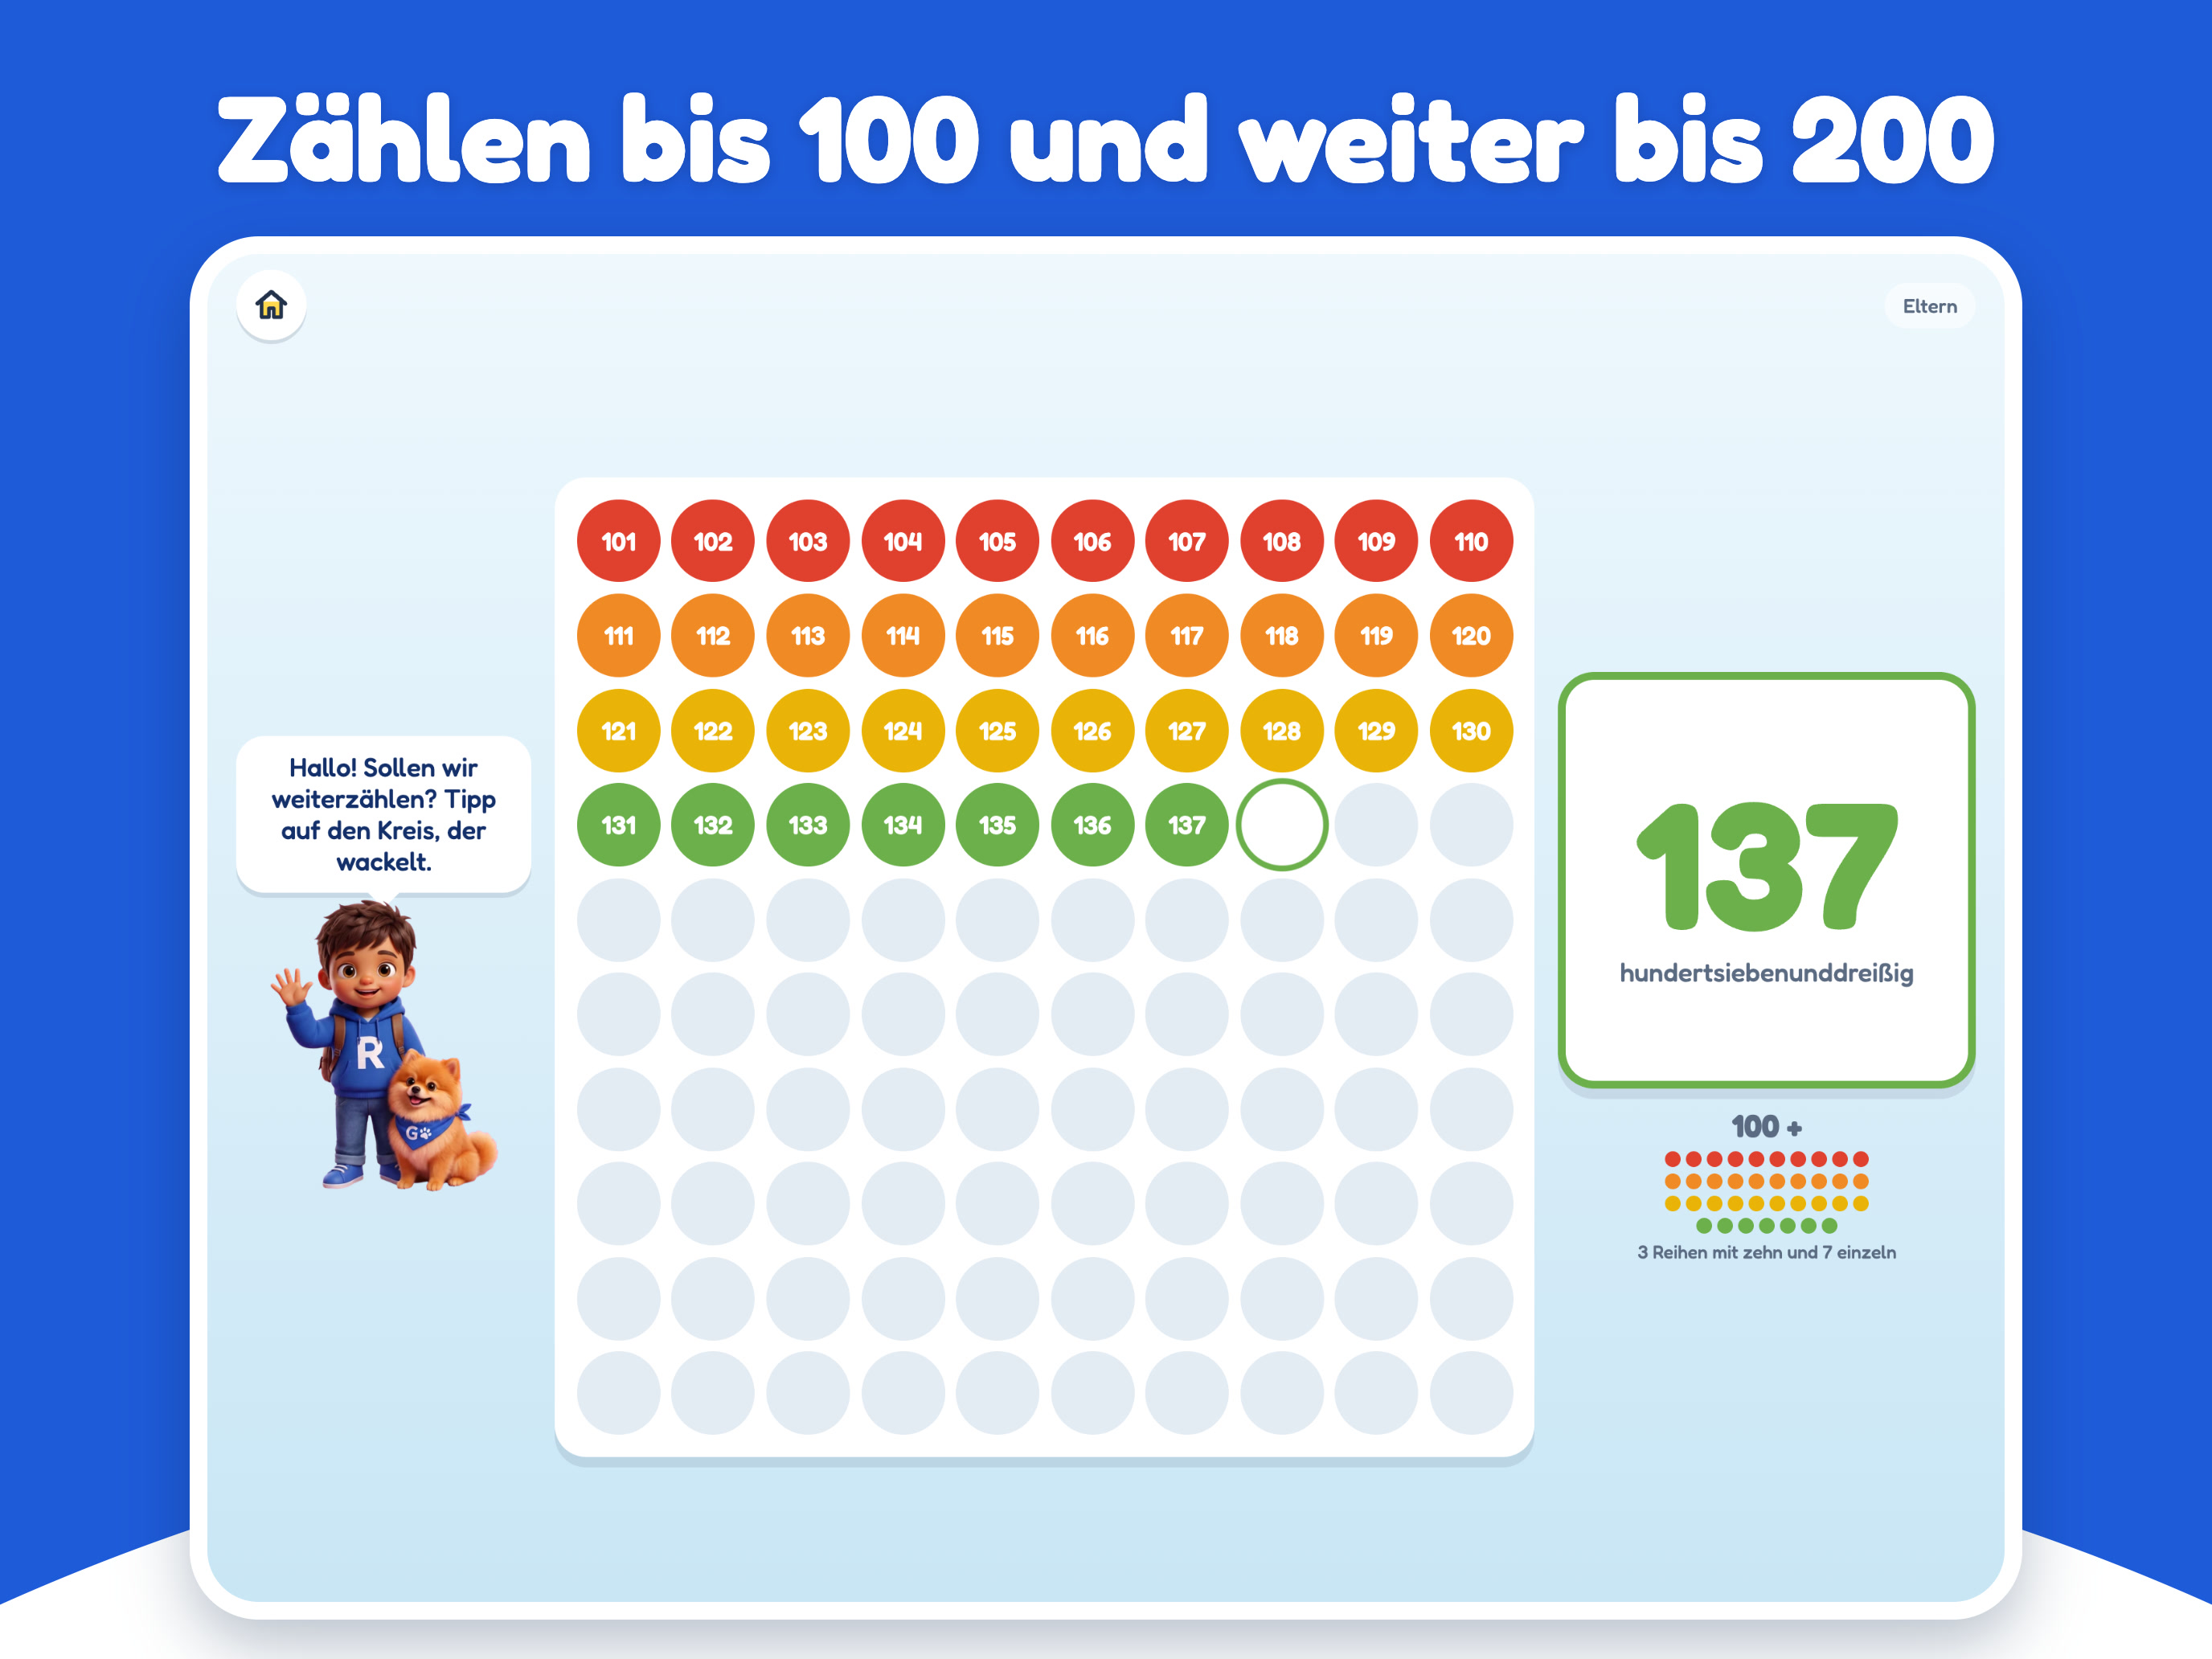 Zählen bis 100 und weiter bis 200
Eltern
101 102 103 104 105 106 107 108 109 110
111 112 113 114 115 116 117 118 119 120
121 122 123 124 125 126 127 128 129 130
131 132 133 134 135 136 137
Hallo! Sollen wir
weiterzählen? Tipp
auf den Kreis, der
wackelt.
R
G
137
hundertsiebenunddreißig
100 +
3 Reihen mit zehn und 7 einzeln